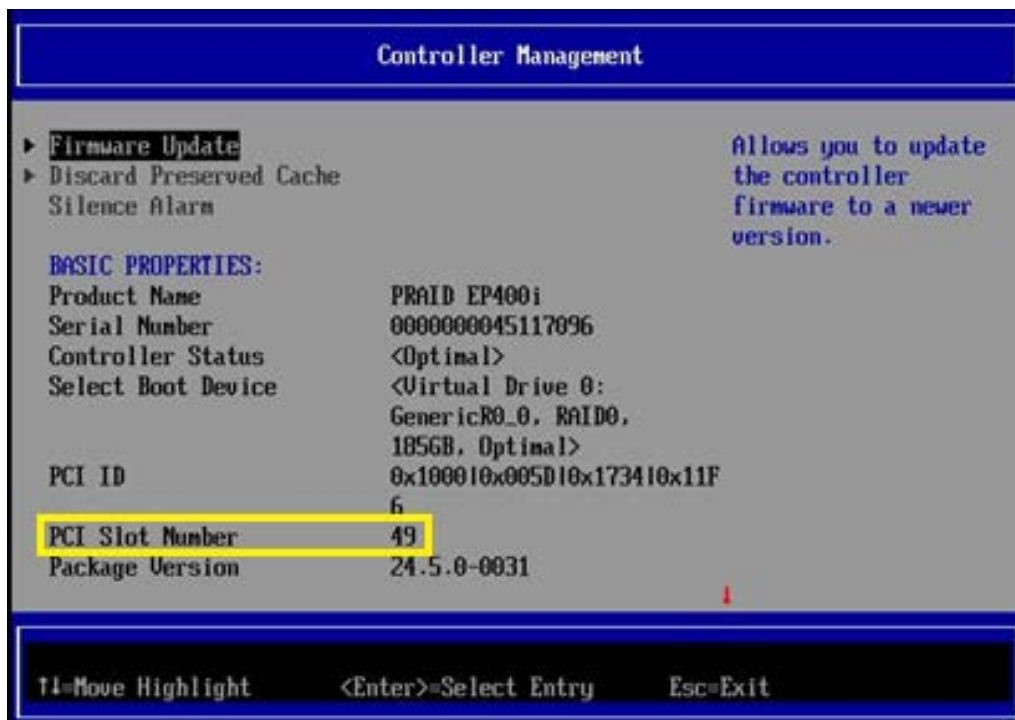 Controller Management
Firmware Update
Discard Preserved Cache
Silence Alarm
Allows you to update
the controller
firmware to a newer
version.
BASIC PROPERTIES:
Product Name PRAID EP400i
Serial Number 0000000045117096
Controller Status <Optimal>
Select Boot Device <Virtual Drive 0:
GenericR0_0, RAID0,
185GB, Optimal>
PCI ID 0x1000|0x005D|0x1734|0x11F
6
PCI Slot Number 49
Package Version 24.5.0-0031
↑↓=Move Highlight <Enter>=Select Entry Esc=Exit